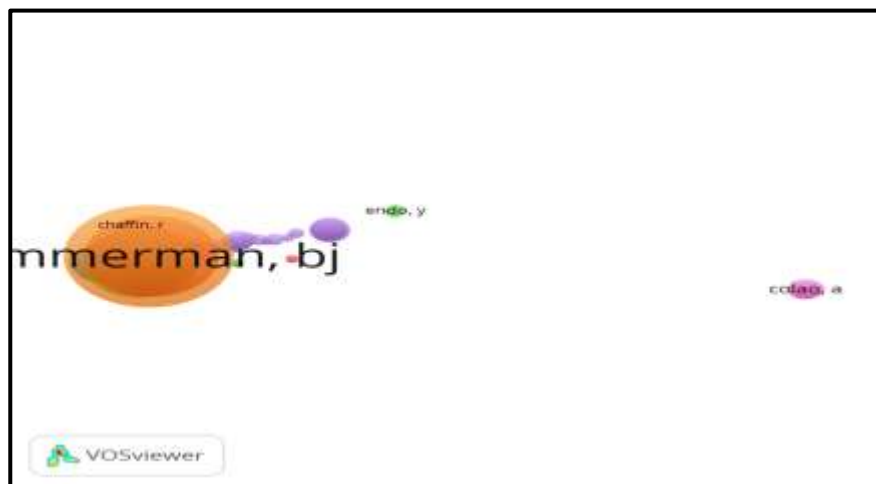 endo, y
chaffin, r
mmerman, bj
colao, a
VOSviewer